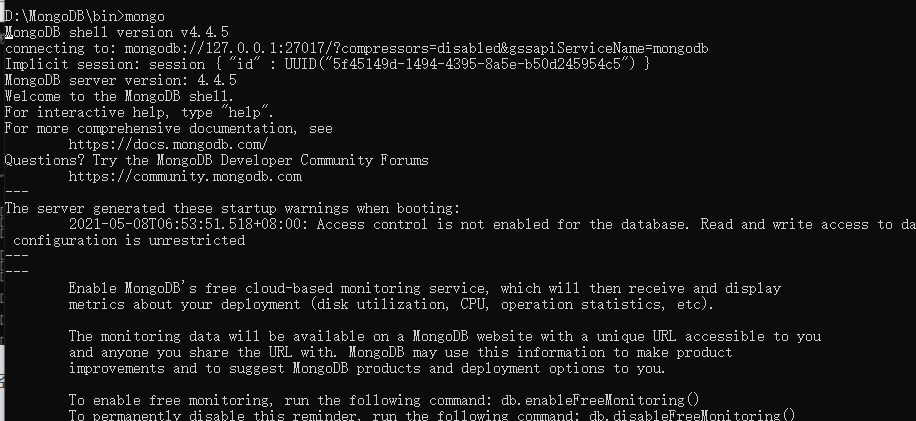 D:\MongoDB\bin>mongo
MongoDB shell version v4.4.5
connecting to: mongodb://127.0.0.1:27017/?compressors=disabled&gssapiServiceName=mongodb
Implicit session: session { "id" : UUID("5f45149d-1494-4395-8a5e-b50d245954c5") }
MongoDB server version: 4.4.5
Welcome to the MongoDB shell.
For interactive help, type "help".
For more comprehensive documentation, see
        https://docs.mongodb.com/
Questions? Try the MongoDB Developer Community Forums
        https://community.mongodb.com
---
The server generated these startup warnings when booting:
        2021-05-08T06:53:51.518+08:00: Access control is not enabled for the database. Read and write access to da
 configuration is unrestricted
---
---
        Enable MongoDB's free cloud-based monitoring service, which will then receive and display
        metrics about your deployment (disk utilization, CPU, operation statistics, etc).
        The monitoring data will be available on a MongoDB website with a unique URL accessible to you
        and anyone you share the URL with. MongoDB may use this information to make product
        improvements and to suggest MongoDB products and deployment options to you.
        To enable free monitoring, run the following command: db.enableFreeMonitoring()
        To permanently disable this reminder, run the following command: db.disableFreeMonitoring()